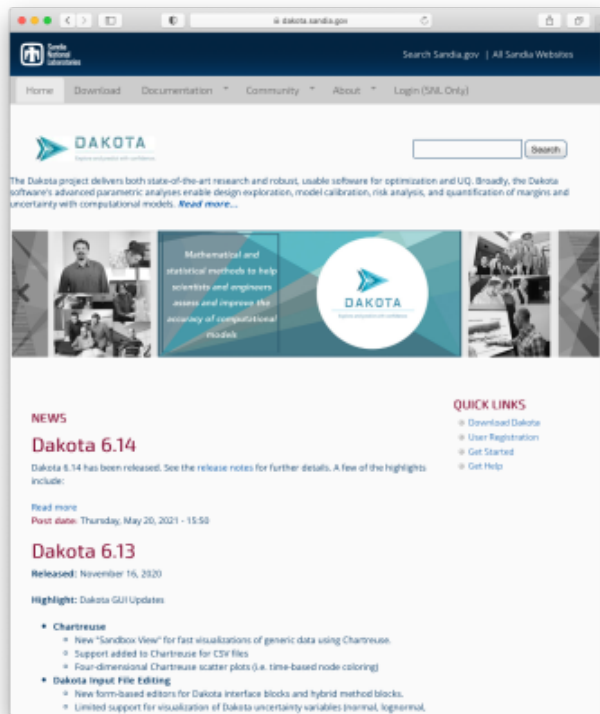 dakota.sandia.gov
Sandia
National
Laboratories
Search Sandia.gov | All Sandia Websites
Home Download Documentation Community About Login (SNL Only)
DAKOTA
Explore and predict with confidence.
Search
The Dakota project delivers both state-of-the-art research and robust, usable software for optimization and UQ. Broadly, the Dakota
software's advanced parametric analyses enable design exploration, model calibration, risk analysis, and quantification of margins and
uncertainty with computational models. Read more...
Mathematical and
statistical methods to help
scientists and engineers
assess and improve the
accuracy of computational
models
DAKOTA
Explore and predict with confidence.
NEWS
Dakota 6.14
Dakota 6.14 has been released. See the release notes for further details. A few of the highlights
include:
Read more
Post date: Thursday, May 20, 2021 - 15:50
Dakota 6.13
Released: November 16, 2020
Highlight: Dakota GUI Updates
Chartreuse
New "Sandbox View" for fast visualizations of generic data using Chartreuse.
Support added to Chartreuse for CSV files
Four-dimensional Chartreuse scatter plots (i.e. time-based node coloring)
Dakota Input File Editing
New form-based editors for Dakota interface blocks and hybrid method blocks.
Limited support for visualization of Dakota uncertainty variables (normal, lognormal,
QUICK LINKS
Download Dakota
User Registration
Get Started
Get Help